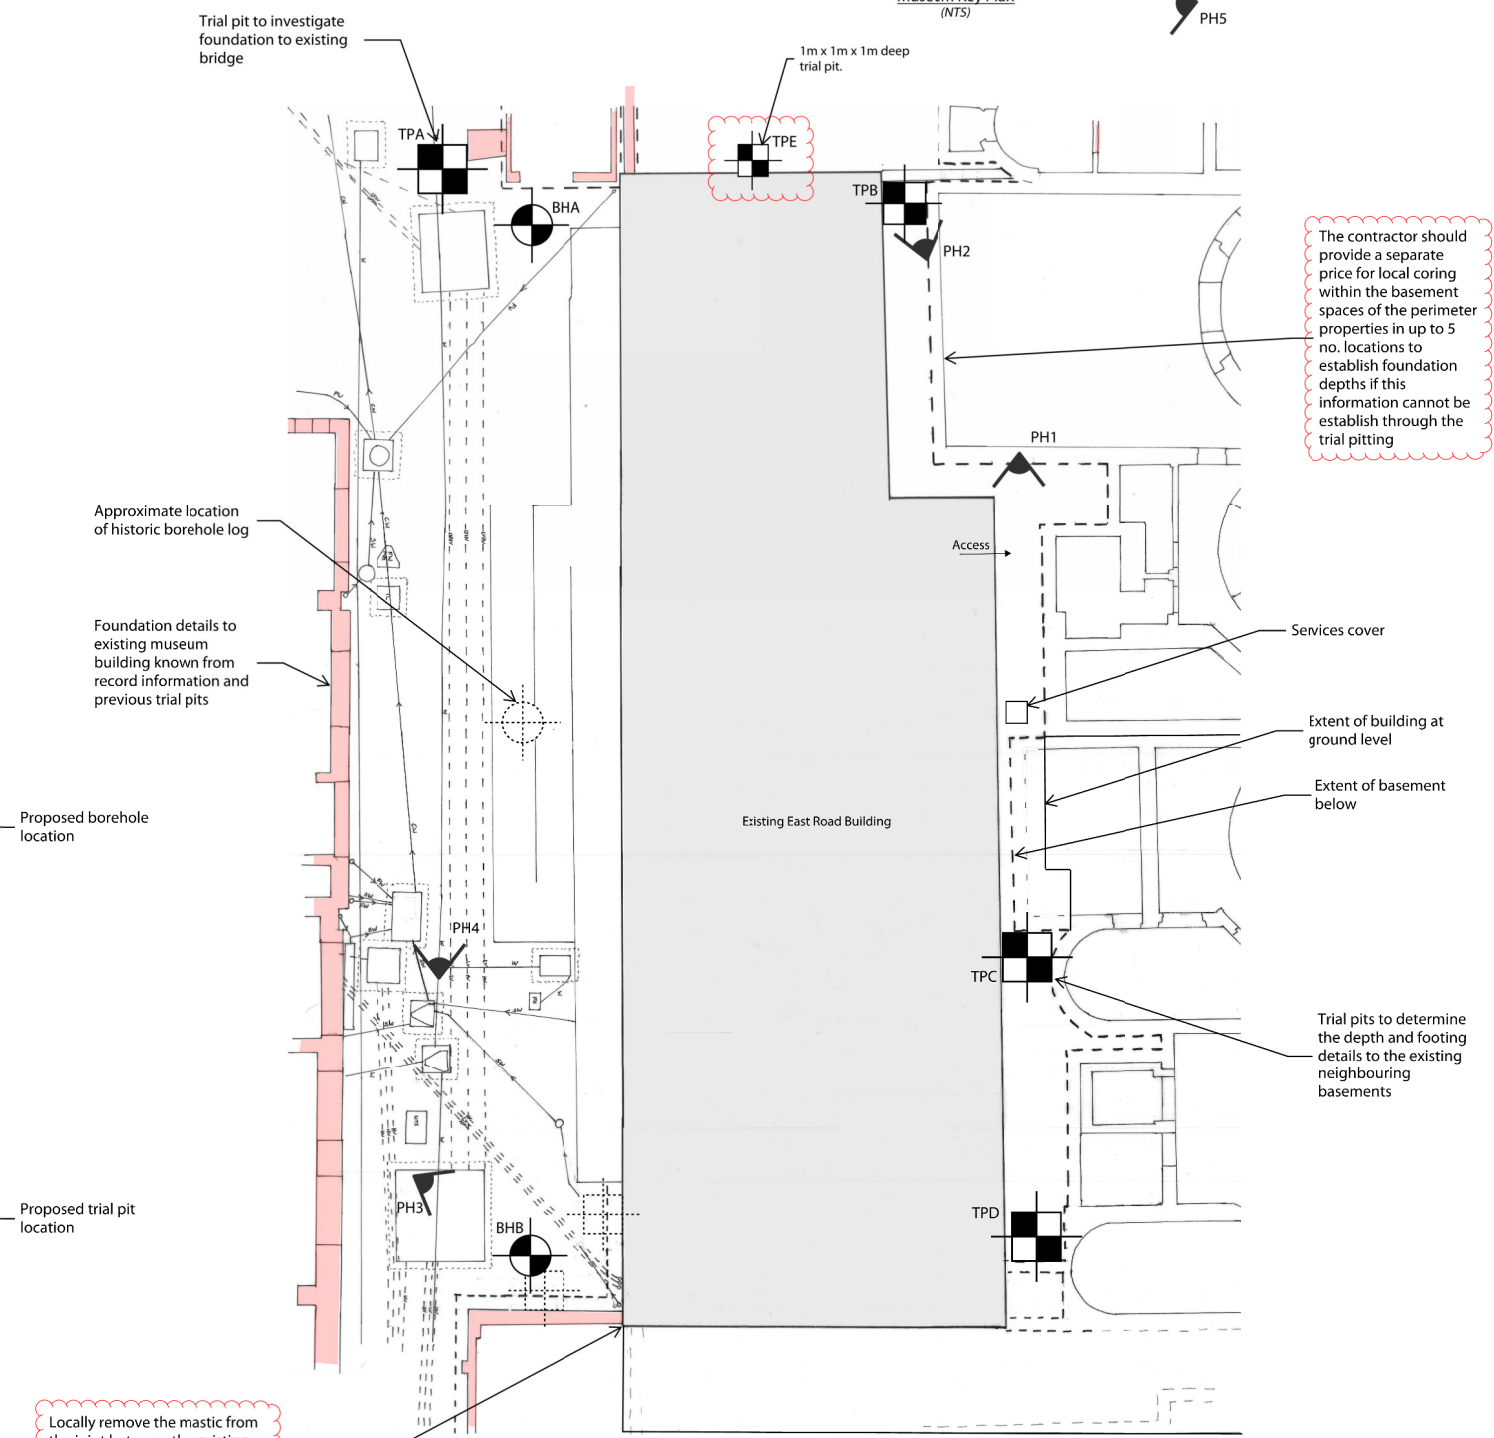 Museum Key Plan
(NTS)
PH5
Trial pit to investigate
foundation to existing
bridge
1m x 1m x 1m deep
trial pit.
TPA
TPE
TPB
BHA
PH2
The contractor should
provide a separate
price for local coring
within the basement
spaces of the perimeter
properties in up to 5
no. locations to
establish foundation
depths if this
information cannot be
establish through the
trial pitting
PH1
Approximate location
of historic borehole log
Access
Foundation details to
existing museum
building known from
record information and
previous trial pits
Services cover
Extent of building at
ground level
Extent of basement
below
Existing East Road Building
Proposed borehole
location
PH4
TPC
Trial pits to determine
the depth and footing
details to the existing
neighbouring
basements
PH3
BHB
TPD
Proposed trial pit
location
Locally remove the mastic from